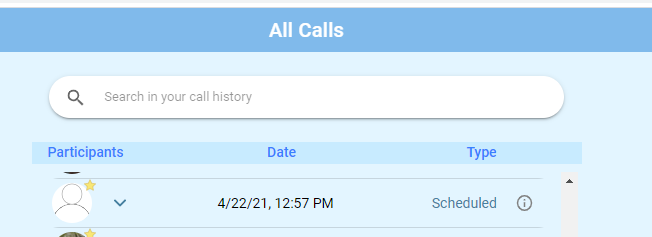 All Calls
Search in your call history
Participants Date Type
4/22/21, 12:57 PM Scheduled